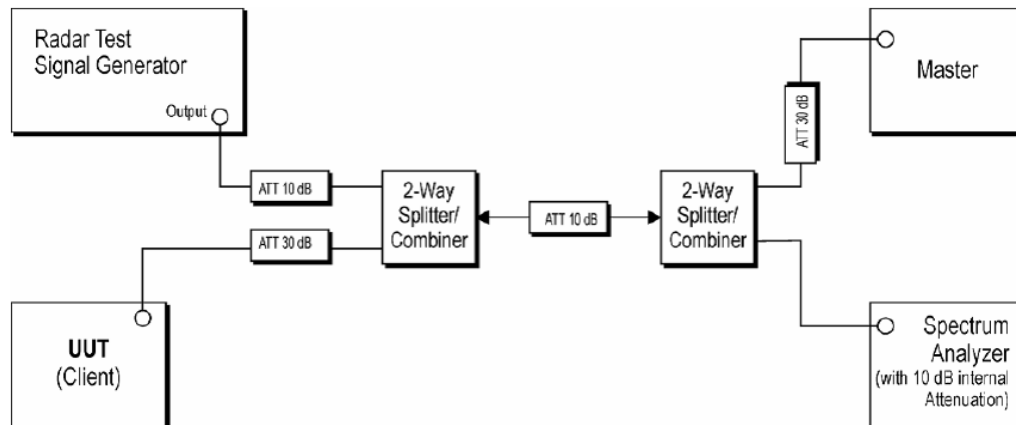 Radar Test
Signal Generator
Output
ATT 10 dB
ATT 30 dB
UUT
(Client)
2-Way
Splitter/
Combiner
ATT 10 dB
2-Way
Splitter/
Combiner
ATT 30 dB
Master
Spectrum
Analyzer
(with 10 dB internal
Attenuation)